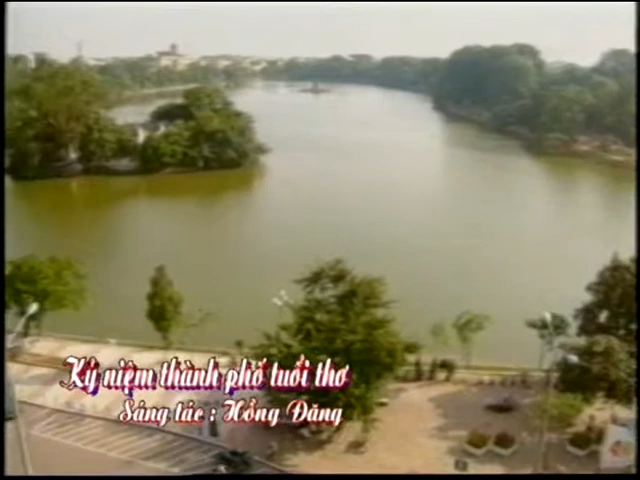 Kỷ niệm thành phố tuổi thơ
Sáng tác : Hồng Đăng